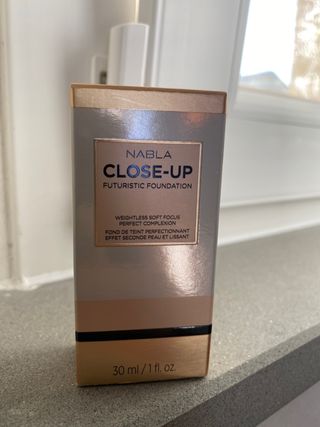 NABLA
CLOSE-UP
FUTURISTIC FOUNDATION
WEIGHTLESS SOFT FOCUS
PERFECT COMPLEXION
FOND DE TEINT PERFECTIONNANT
EFFET SECONDE PEAU ET LISSANT
30 ml / 1 fl. oz.